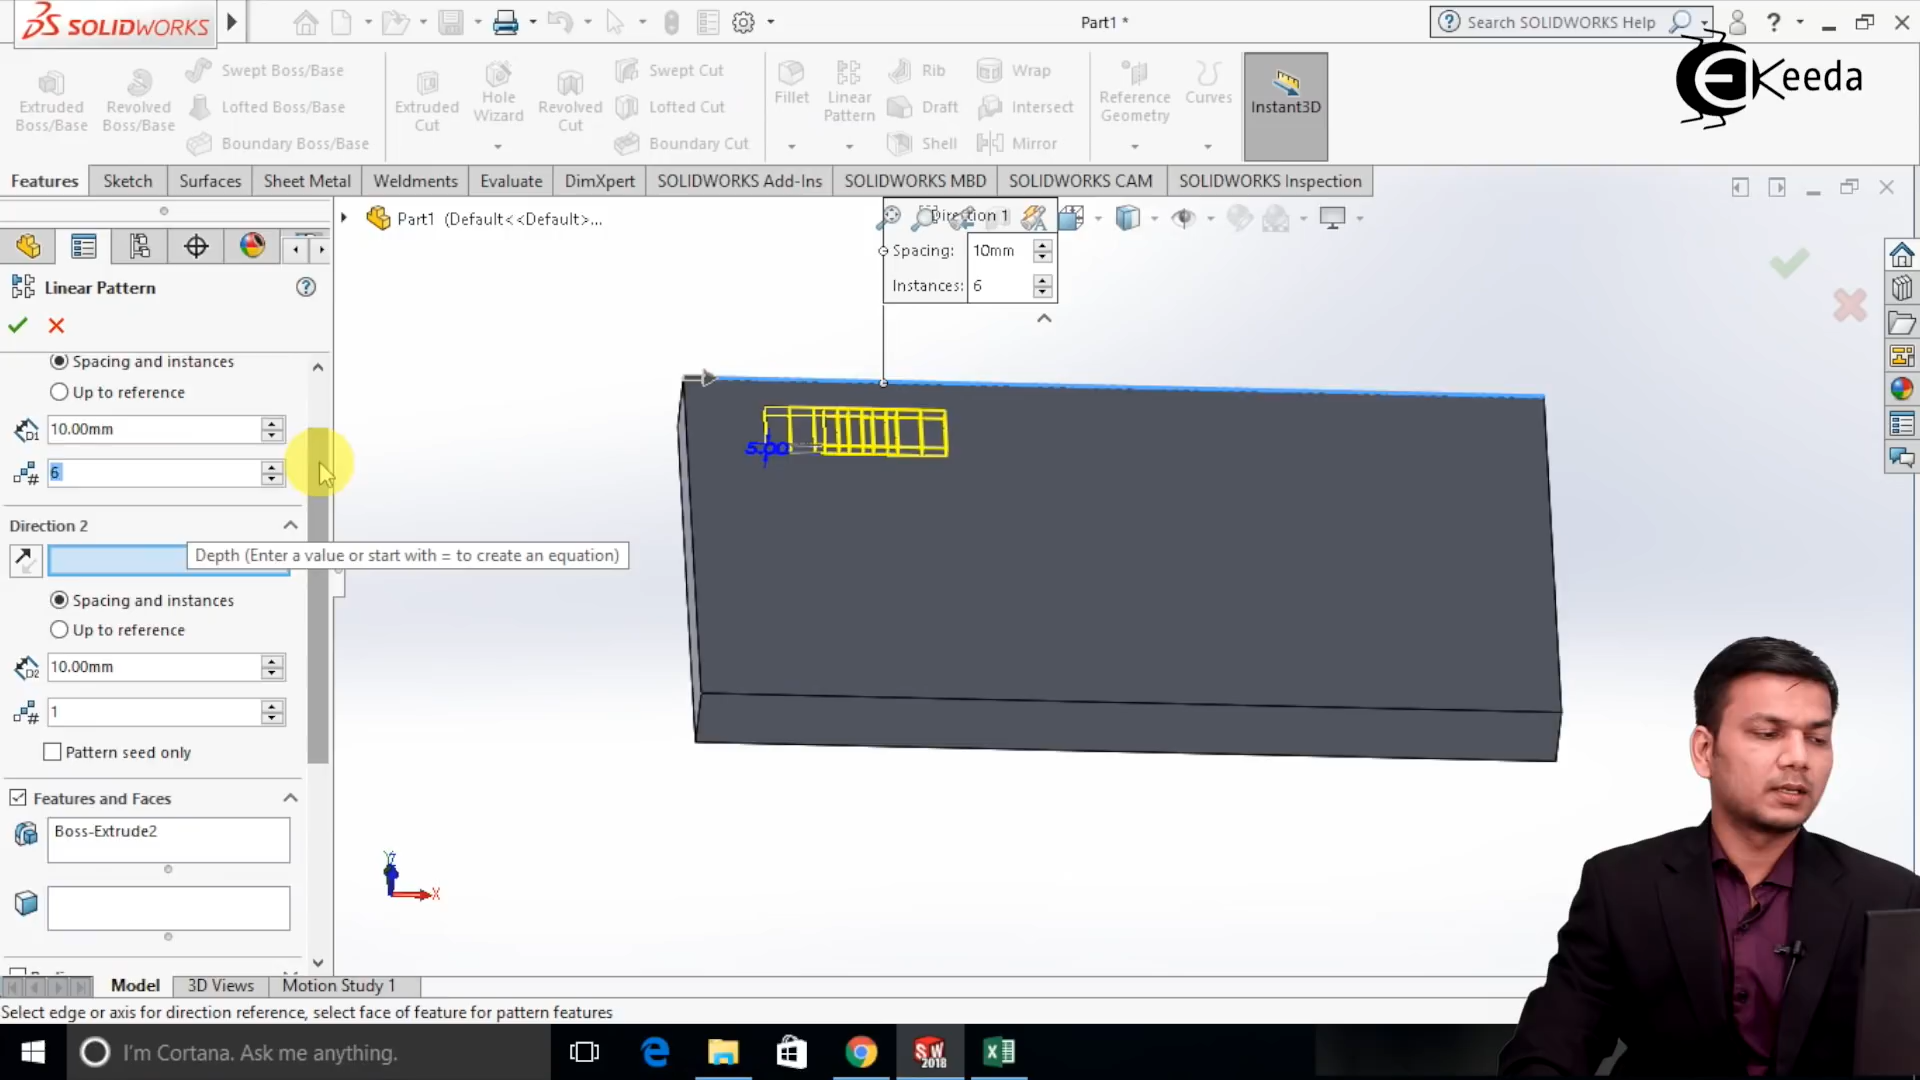 SOLIDWORKS
Part1 *
Search SOLIDWORKS Help
Keeda
Extruded Boss/Base
Revolved Boss/Base
Swept Boss/Base
Lofted Boss/Base
Boundary Boss/Base
Extruded Cut
Hole Wizard
Revolved Cut
Swept Cut
Lofted Cut
Boundary Cut
Fillet
Linear Pattern
Rib
Draft
Shell
Wrap
Intersect
Mirror
Reference Geometry
Curves
Instant3D
Features
Sketch
Surfaces
Sheet Metal
Weldments
Evaluate
DimXpert
SOLIDWORKS Add-Ins
SOLIDWORKS MBD
SOLIDWORKS CAM
SOLIDWORKS Inspection
Part1 (Default<<Default>...
Direction 1
Spacing: 10mm
Instances: 6
Linear Pattern
Spacing and instances
Up to reference
D1
10.00mm
#
6
Direction 2
Depth (Enter a value or start with = to create an equation)
Spacing and instances
Up to reference
D2
10.00mm
#
1
Pattern seed only
Features and Faces
Boss-Extrude2
X
Model
3D Views
Motion Study 1
Select edge or axis for direction reference, select face of feature for pattern features
I'm Cortana. Ask me anything.
SW
2018